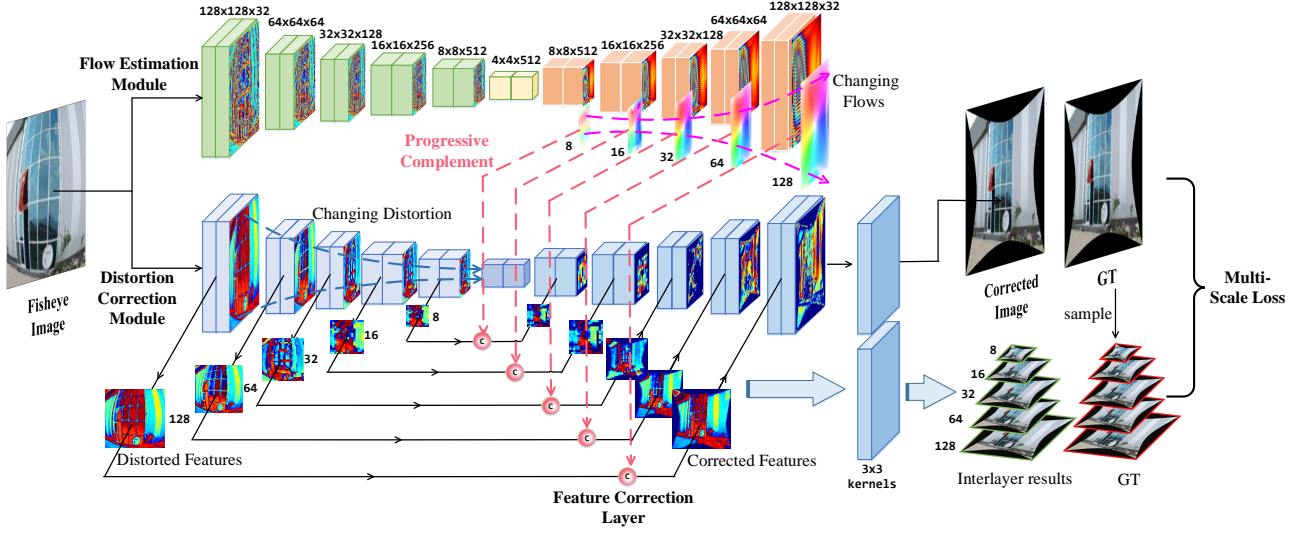 128x128x32
64x64x64
32x32x128
16x16x256
8x8x512
4x4x512
8x8x512
16x16x256
32x32x128
64x64x64
128x128x32
Flow Estimation
Module
Changing
Flows
Progressive
Complement
8
16
32
64
128
Fisheye
Image
Changing Distortion
Distortion
Correction
Module
8
16
32
64
128
Distorted Features
C
C
C
C
C
Corrected Features
Feature Correction
Layer
3x3
kernels
Corrected
Image
GT
sample
Multi-
Scale Loss
8
16
32
64
128
Interlayer results
GT